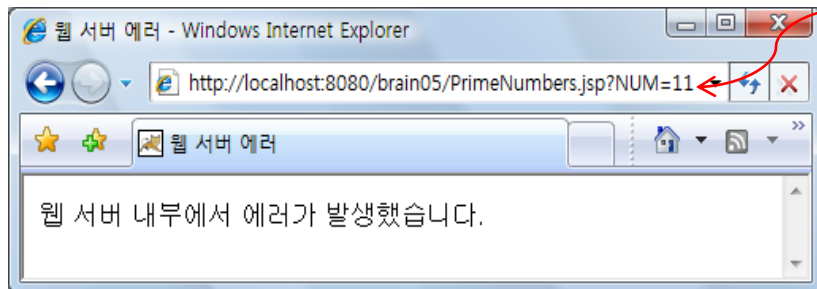 웹 서버 에러 - Windows Internet Explorer
http://localhost:8080/brain05/PrimeNumbers.jsp?NUM=11
웹 서버 에러
웹 서버 내부에서 에러가 발생했습니다.